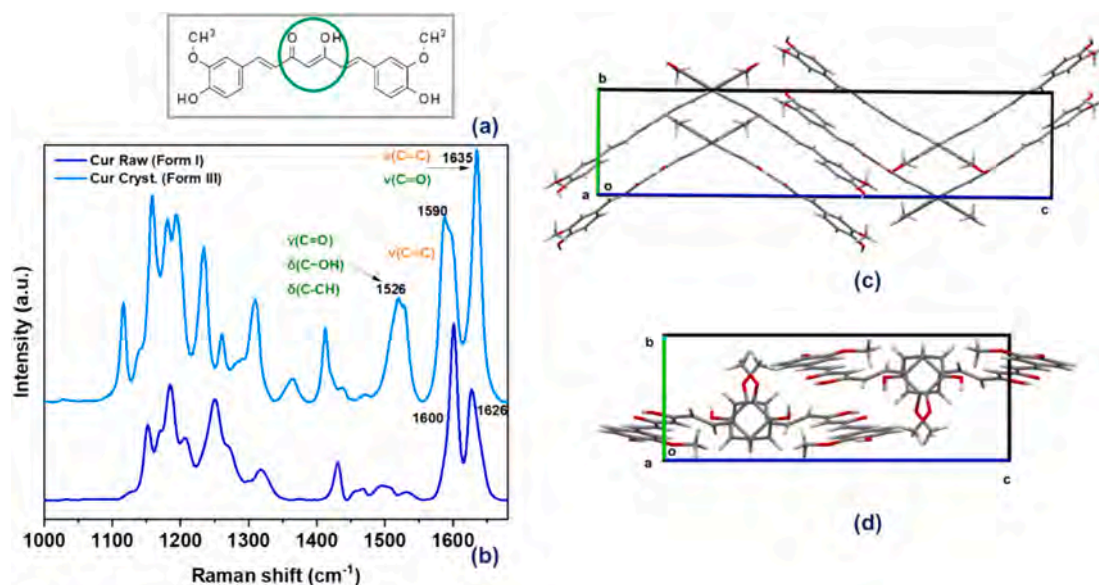 CH³
O
O
OH
CH³
O
HO
OH
(a)
Cur Raw (Form I)
Cur Cryst. (Form III)
ν(C=C)
ν(C=O)
1635
1590
ν(C=C)
ν(C=O)
δ(C-OH)
δ(C-CH)
1526
1600
1626
Intensity (a.u.)
1000 1100 1200 1300 1400 1500 1600
(b)
Raman shift (cm⁻¹)
b
a
o
c
(c)
b
a
o
c
(d)